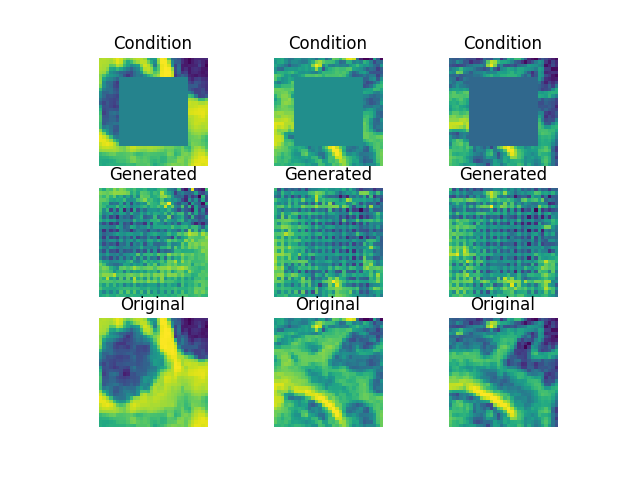 Condition Condition Condition
Generated Generated Generated
Original Original Original